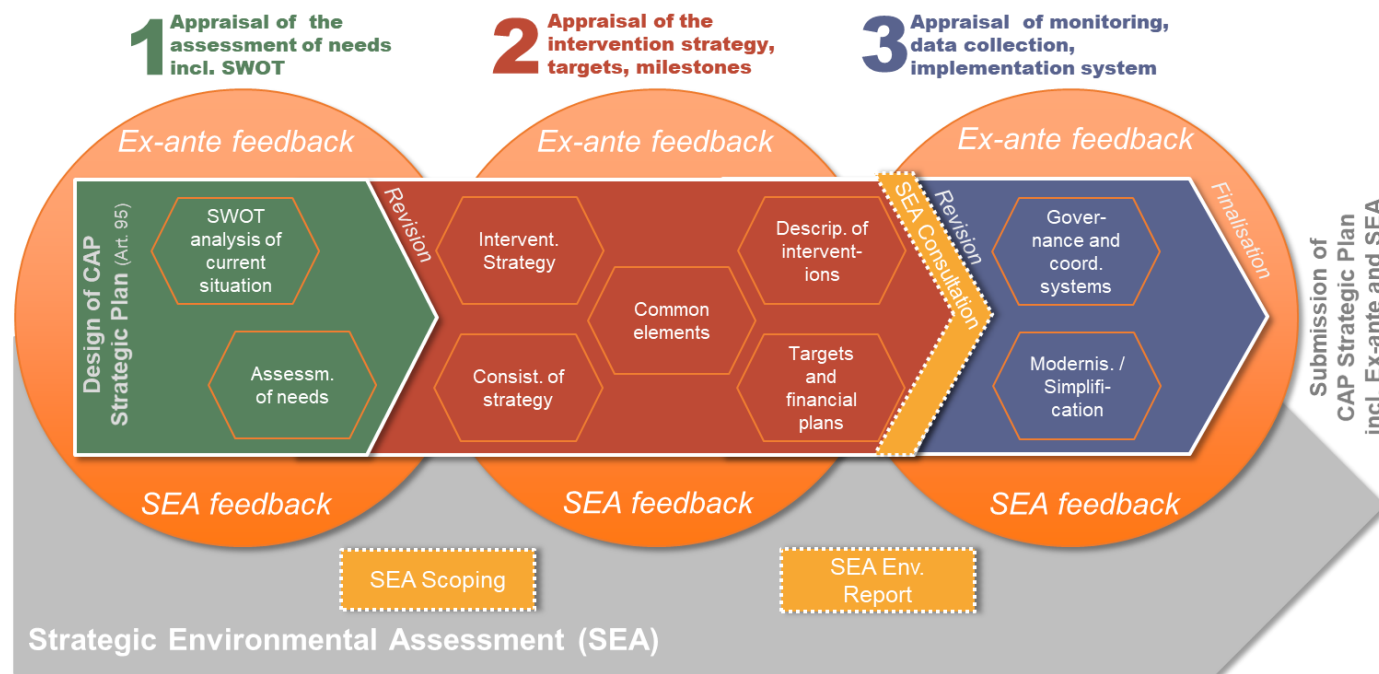 1
Appraisal of the
assessment of needs
incl. SWOT
2
Appraisal of the
intervention strategy,
targets, milestones
3
Appraisal of monitoring,
data collection,
implementation system
Ex-ante feedback
Ex-ante feedback
Ex-ante feedback
Design of CAP
Strategic Plan (Art. 95)
SWOT
analysis of
current
situation
Assessm.
of needs
Revision
Intervent.
Strategy
Consist. of
strategy
Common
elements
Descrip. of
intervent-
ions
Targets
and
financial
plans
SEA Consultation
Revision
Gover-
nance and
coord.
systems
Modernis. /
Simplifi-
cation
Finalisation
Submission of
CAP Strategic Plan
incl. Ex-ante and SEA
SEA feedback
SEA feedback
SEA feedback
SEA Scoping
SEA Env.
Report
Strategic Environmental Assessment (SEA)